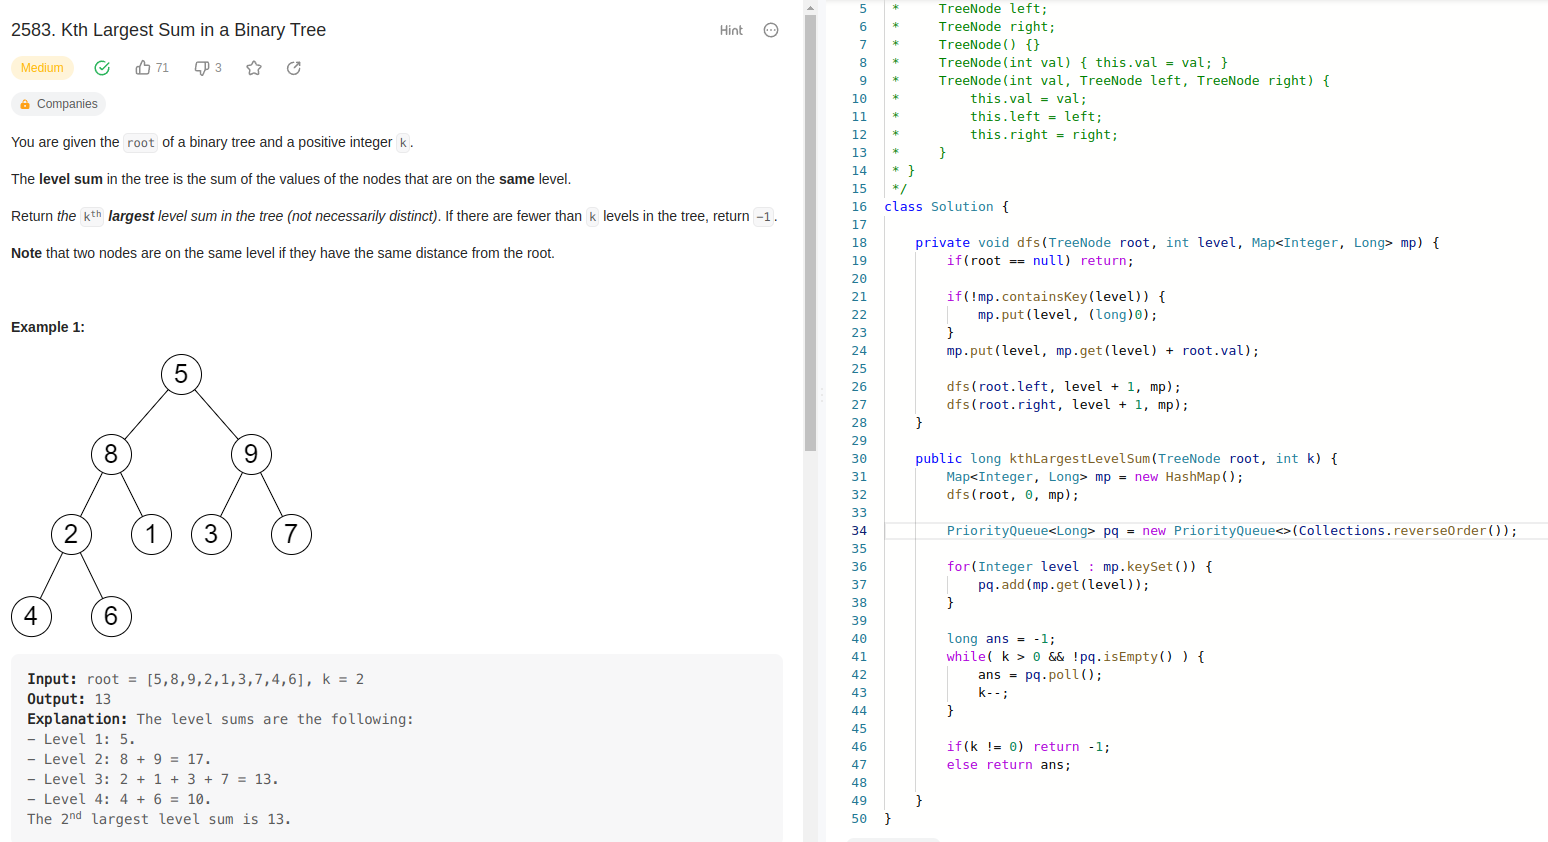 2583. Kth Largest Sum in a Binary Tree
Hint
Medium
71
3
Companies
You are given the root of a binary tree and a positive integer k.
The level sum in the tree is the sum of the values of the nodes that are on the same level.
Return the kth largest level sum in the tree (not necessarily distinct). If there are fewer than k levels in the tree, return -1.
Note that two nodes are on the same level if they have the same distance from the root.
Example 1:
5
8 9
2 1 3 7
4 6
Input: root = [5,8,9,2,1,3,7,4,6], k = 2
Output: 13
Explanation: The level sums are the following:
- Level 1: 5.
- Level 2: 8 + 9 = 17.
- Level 3: 2 + 1 + 3 + 7 = 13.
- Level 4: 4 + 6 = 10.
The 2nd largest level sum is 13.
5 *     TreeNode left;
6 *     TreeNode right;
7 *     TreeNode() {}
8 *     TreeNode(int val) { this.val = val; }
9 *     TreeNode(int val, TreeNode left, TreeNode right) {
10 *         this.val = val;
11 *         this.left = left;
12 *         this.right = right;
13 *     }
14 * }
15 */
16 class Solution {
17
18     private void dfs(TreeNode root, int level, Map<Integer, Long> mp) {
19         if(root == null) return;
20
21         if(!mp.containsKey(level)) {
22             mp.put(level, (long)0);
23         }
24         mp.put(level, mp.get(level) + root.val);
25
26         dfs(root.left, level + 1, mp);
27         dfs(root.right, level + 1, mp);
28     }
29
30     public long kthLargestLevelSum(TreeNode root, int k) {
31         Map<Integer, Long> mp = new HashMap();
32         dfs(root, 0, mp);
33
34         PriorityQueue<Long> pq = new PriorityQueue<>(Collections.reverseOrder());
35
36         for(Integer level : mp.keySet()) {
37             pq.add(mp.get(level));
38         }
39
40         long ans = -1;
41         while( k > 0 && !pq.isEmpty() ) {
42             ans = pq.poll();
43             k--;
44         }
45
46         if(k != 0) return -1;
47         else return ans;
48
49     }
50 }